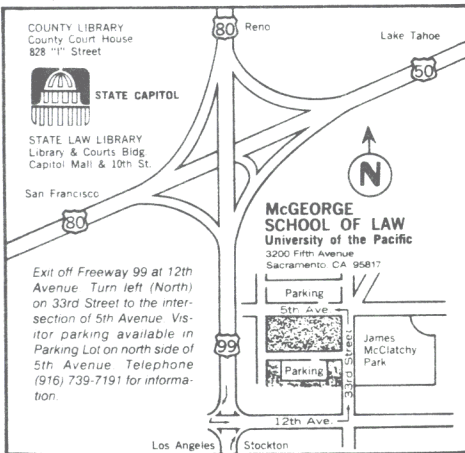 COUNTY LIBRARY
County Court House
828 "I" Street
80
Reno
Lake Tahoe
50
STATE CAPITOL
STATE LAW LIBRARY
Library & Courts Bldg.
Capitol Mall & 10th St.
San Francisco
80
N
McGEORGE
SCHOOL OF LAW
University of the Pacific
3200 Fifth Avenue
Sacramento, CA 95817
Exit off Freeway 99 at 12th
Avenue. Turn left (North)
on 33rd Street to the inter-
section of 5th Avenue. Vis-
itor parking available in
Parking Lot on north side of
5th Avenue. Telephone
(916) 739-7191 for informa-
tion.
Parking
5th Ave.
99
Parking
33rd Street
James
McClatchy
Park
12th Ave.
Los Angeles
Stockton